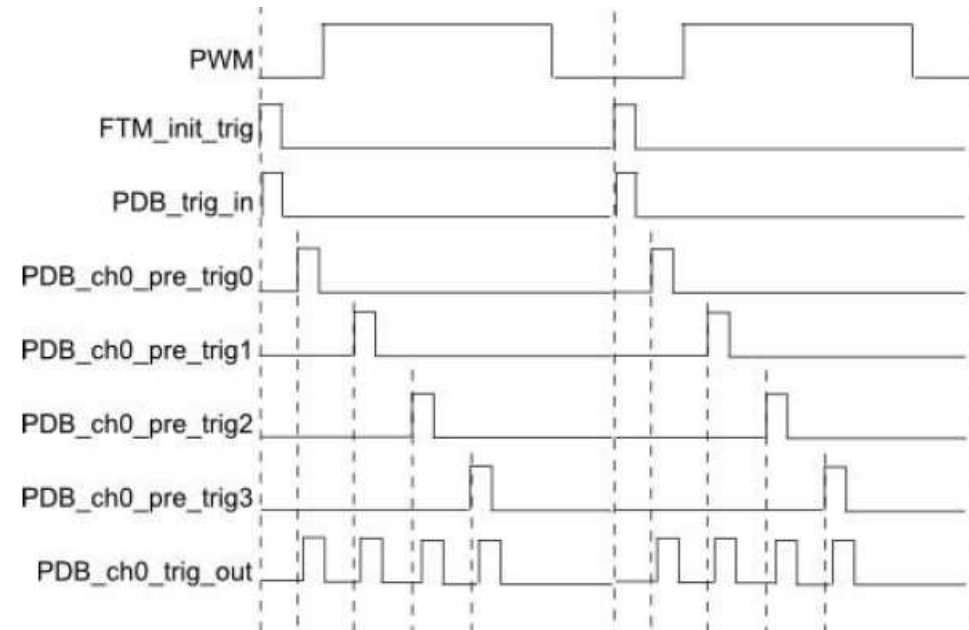 PWM
FTM_init_trig
PDB_trig_in
PDB_ch0_pre_trig0
PDB_ch0_pre_trig1
PDB_ch0_pre_trig2
PDB_ch0_pre_trig3
PDB_ch0_trig_out